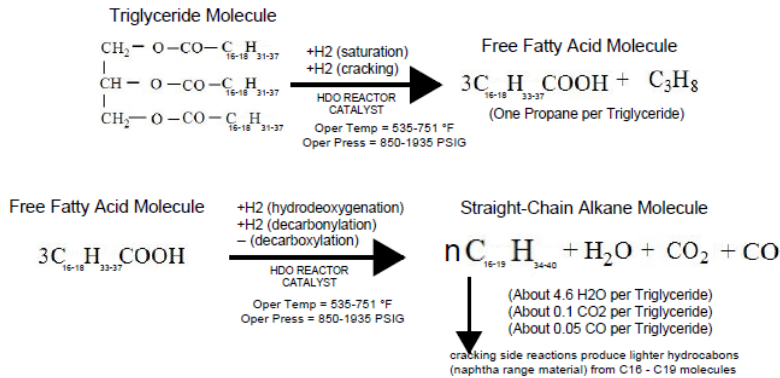 Triglyceride Molecule
CH₂— O—CO—C₁₆₋₁₈H₃₁₋₃₇
CH — O—CO—C₁₆₋₁₈H₃₁₋₃₇
CH₂—O—CO—C₁₆₋₁₈H₃₁₋₃₇
+H2 (saturation)
+H2 (cracking)
HDO REACTOR
CATALYST
Oper Temp = 535-751 °F
Oper Press = 850-1935 PSIG
Free Fatty Acid Molecule
3C₁₆₋₁₈H₃₃₋₃₇COOH + C₃H₈
(One Propane per Triglyceride)
Free Fatty Acid Molecule
3C₁₆₋₁₈H₃₃₋₃₇COOH
+H2 (hydrodeoxygenation)
+H2 (decarbonylation)
– (decarboxylation)
HDO REACTOR
CATALYST
Oper Temp = 535-751 °F
Oper Press = 850-1935 PSIG
Straight-Chain Alkane Molecule
nC₁₆₋₁₉H₃₄₋₄₀ + H₂O + CO₂ + CO
(About 4.6 H2O per Triglyceride)
(About 0.1 CO2 per Triglyceride)
(About 0.05 CO per Triglyceride)
cracking side reactions produce lighter hydrocabons
(naphtha range material) from C16 - C19 molecules